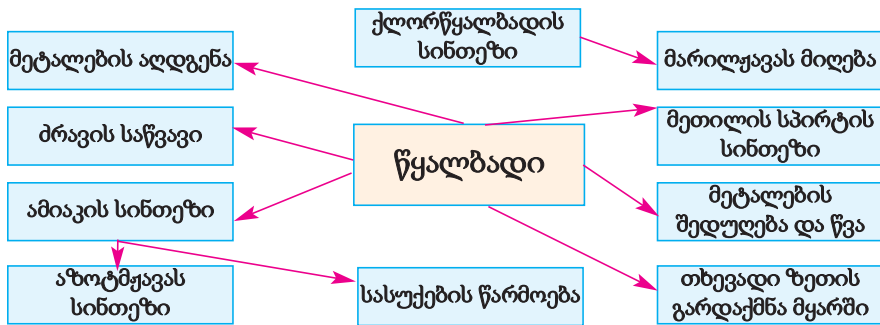 ქლორწყალბადის
სინთეზი
მეტალების აღდგენა
მარილჟავას მიღება
ძრავის საწვავი
წყალბადი
მეთილის სპირტის
სინთეზი
ამიაკის სინთეზი
მეტალების
შედუღება და წვა
აზოტმჟავას
სინთეზი
სასუქების წარმოება
თხევადი ზეთის
გარდაქმნა მყარში